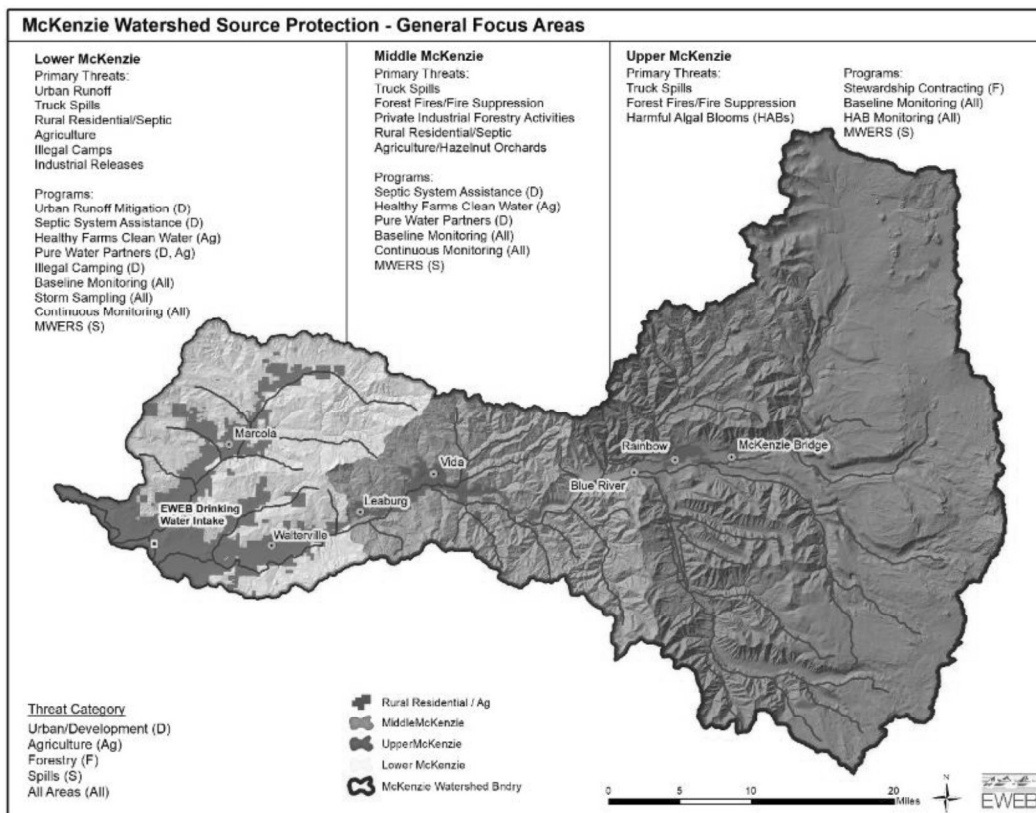 McKenzie Watershed Source Protection - General Focus Areas
Lower McKenzie
Primary Threats:
Urban Runoff
Truck Spills
Rural Residential/Septic
Agriculture
Illegal Camps
Industrial Releases
Programs:
Urban Runoff Mitigation (D)
Septic System Assistance (D)
Healthy Farms Clean Water (Ag)
Pure Water Partners (D, Ag)
Illegal Camping (D)
Baseline Monitoring (All)
Storm Sampling (All)
Continuous Monitoring (All)
MWERS (S)
Middle McKenzie
Primary Threats:
Truck Spills
Forest Fires/Fire Suppression
Private Industrial Forestry Activities
Rural Residential/Septic
Agriculture/Hazelnut Orchards
Programs:
Septic System Assistance (D)
Healthy Farms Clean Water (Ag)
Pure Water Partners (D)
Baseline Monitoring (All)
Continuous Monitoring (All)
MWERS (S)
Upper McKenzie
Primary Threats:
Truck Spills
Forest Fires/Fire Suppression
Harmful Algal Blooms (HABs)
Programs:
Stewardship Contracting (F)
Baseline Monitoring (All)
HAB Monitoring (All)
MWERS (S)
Marcola
Vida
Rainbow
McKenzie Bridge
Blue River
Leaburg
EWEB Drinking
Water Intake
Walterville
Threat Category
Urban/Development (D)
Agriculture (Ag)
Forestry (F)
Spills (S)
All Areas (All)
Rural Residential / Ag
MiddleMcKenzie
UpperMcKenzie
Lower McKenzie
McKenzie Watershed Bndry
0 5 10 20
Miles
N
EWEB